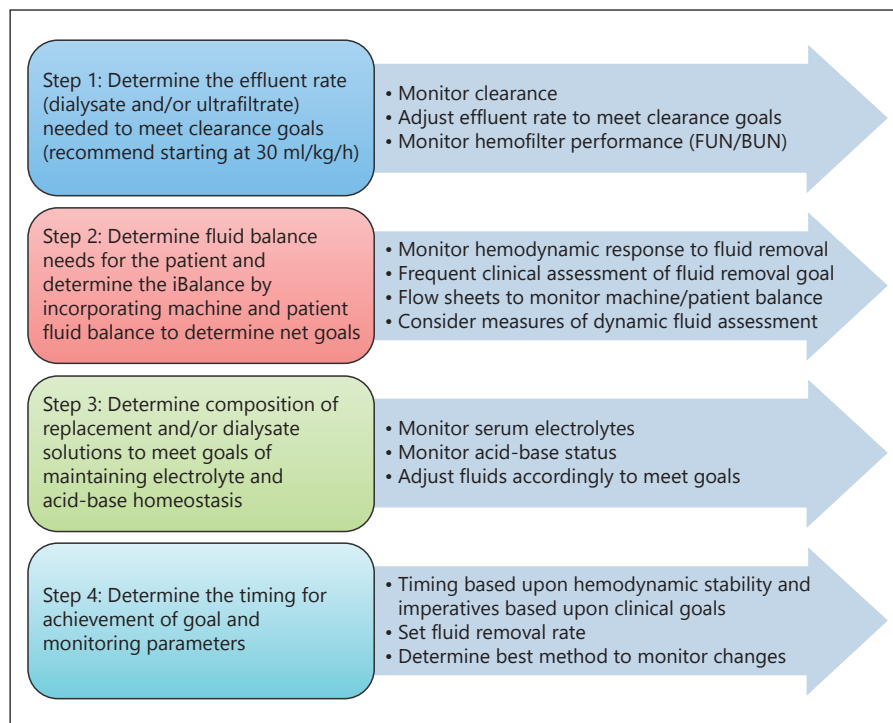 Step 1: Determine the effluent rate
(dialysate and/or ultrafiltrate)
needed to meet clearance goals
(recommend starting at 30 ml/kg/h)
• Monitor clearance
• Adjust effluent rate to meet clearance goals
• Monitor hemofilter performance (FUN/BUN)
Step 2: Determine fluid balance
needs for the patient and
determine the iBalance by
incorporating machine and patient
fluid balance to determine net goals
• Monitor hemodynamic response to fluid removal
• Frequent clinical assessment of fluid removal goal
• Flow sheets to monitor machine/patient balance
• Consider measures of dynamic fluid assessment
Step 3: Determine composition of
replacement and/or dialysate
solutions to meet goals of
maintaining electrolyte and
acid-base homeostasis
• Monitor serum electrolytes
• Monitor acid-base status
• Adjust fluids accordingly to meet goals
Step 4: Determine the timing for
achievement of goal and
monitoring parameters
• Timing based upon hemodynamic stability and
imperatives based upon clinical goals
• Set fluid removal rate
• Determine best method to monitor changes